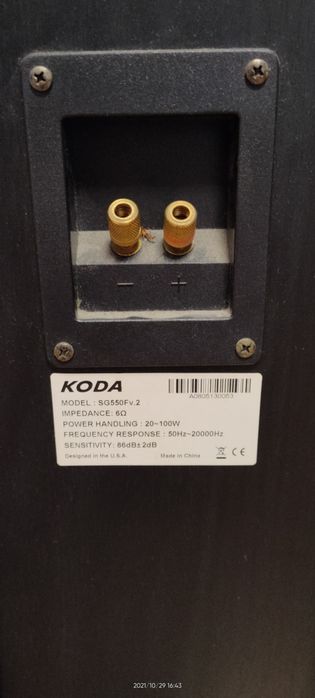 − +
KODA
A0805130053
MODEL : SG550Fv.2
IMPEDANCE: 6Ω
POWER HANDLING : 20~100W
FREQUENCY RESPONSE : 50Hz~20000Hz
SENSITIVITY: 86dB±2dB
Designed in the U.S.A. Made in China CE
2021/10/29 16:43